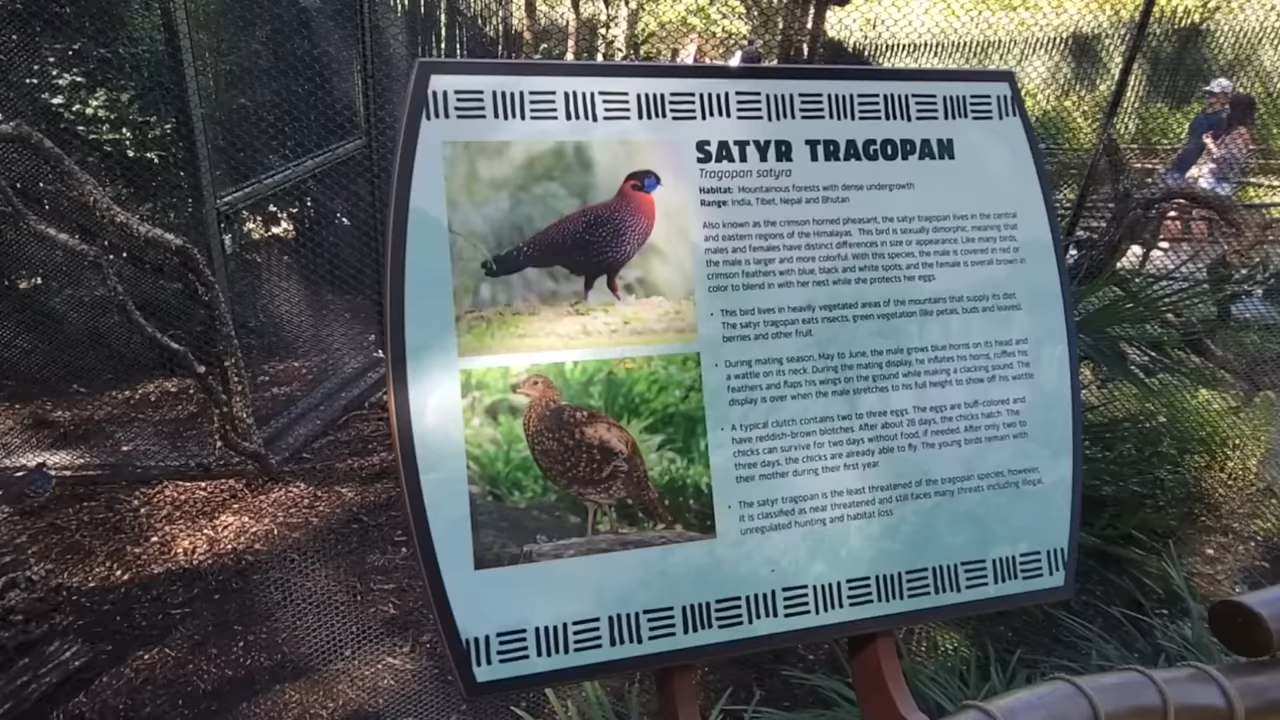 SATYR TRAGOPAN
Tragopan satyra
Habitat: Mountainous forests with dense undergrowth
Range: India, Tibet, Nepal and Bhutan
Also known as the crimson horned pheasant, the satyr tragopan lives in the central
and eastern regions of the Himalayas. This bird is sexually dimorphic, meaning that
males and females have distinct differences in size or appearance. Like many birds,
the male is larger and more colorful. With this species, the male is covered in red or
crimson feathers with blue, black and white spots, and the female is overall brown in
color to blend in with her nest while she protects her eggs.
• This bird lives in heavily vegetated areas of the mountains that supply its diet.
The satyr tragopan eats insects, green vegetation (like petals, buds and leaves),
berries and other fruit.
• During mating season, May to June, the male grows blue horns on its head and
a wattle on its neck. During the mating display, he inflates his horns, ruffles his
feathers and flaps his wings on the ground while making a clacking sound. The
display is over when the male stretches to his full height to show off his wattle.
• A typical clutch contains two to three eggs. The eggs are buff-colored and
have reddish-brown blotches. After about 28 days, the chicks hatch. The
chicks can survive for two days without food, if needed. After only two to
three days, the chicks are already able to fly. The young birds remain with
their mother during their first year.
• The satyr tragopan is the least threatened of the tragopan species, however,
it is classified as near threatened and still faces many threats including illegal,
unregulated hunting and habitat loss.